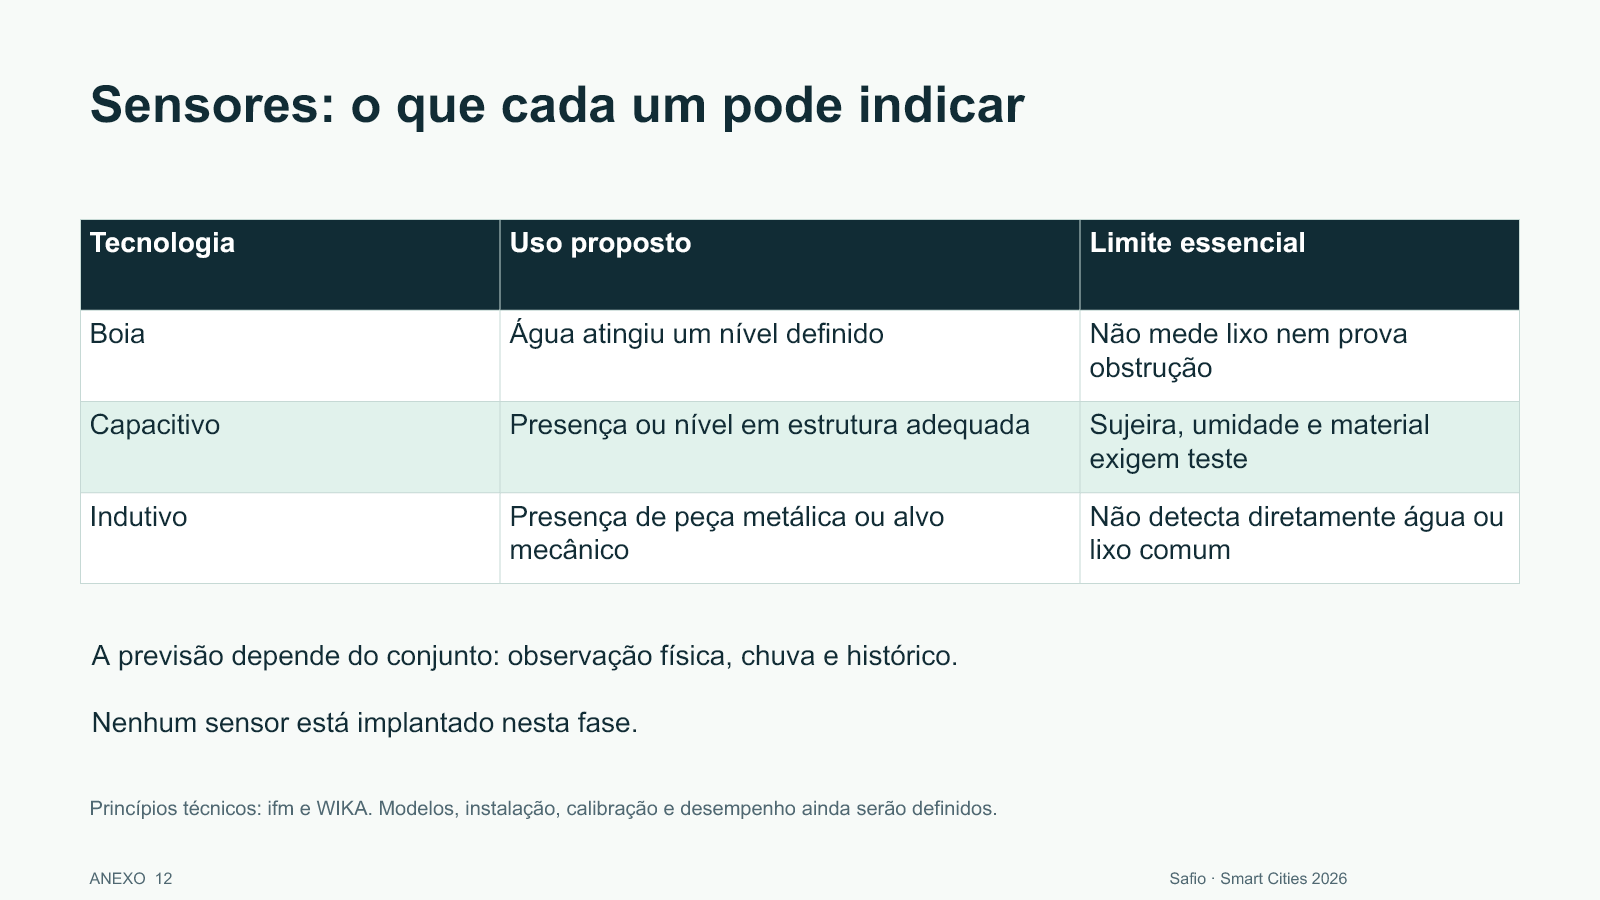 Sensores: o que cada um pode indicar
Tecnologia
Uso proposto
Limite essencial
Boia
Água atingiu um nível definido
Não mede lixo nem prova
obstrução
Capacitivo
Presença ou nível em estrutura adequada
Sujeira, umidade e material
exigem teste
Indutivo
Presença de peça metálica ou alvo
mecânico
Não detecta diretamente água ou
lixo comum
A previsão depende do conjunto: observação física, chuva e histórico.
Nenhum sensor está implantado nesta fase.
Princípios técnicos: ifm e WIKA. Modelos, instalação, calibração e desempenho ainda serão definidos.
ANEXO 12
Safio · Smart Cities 2026